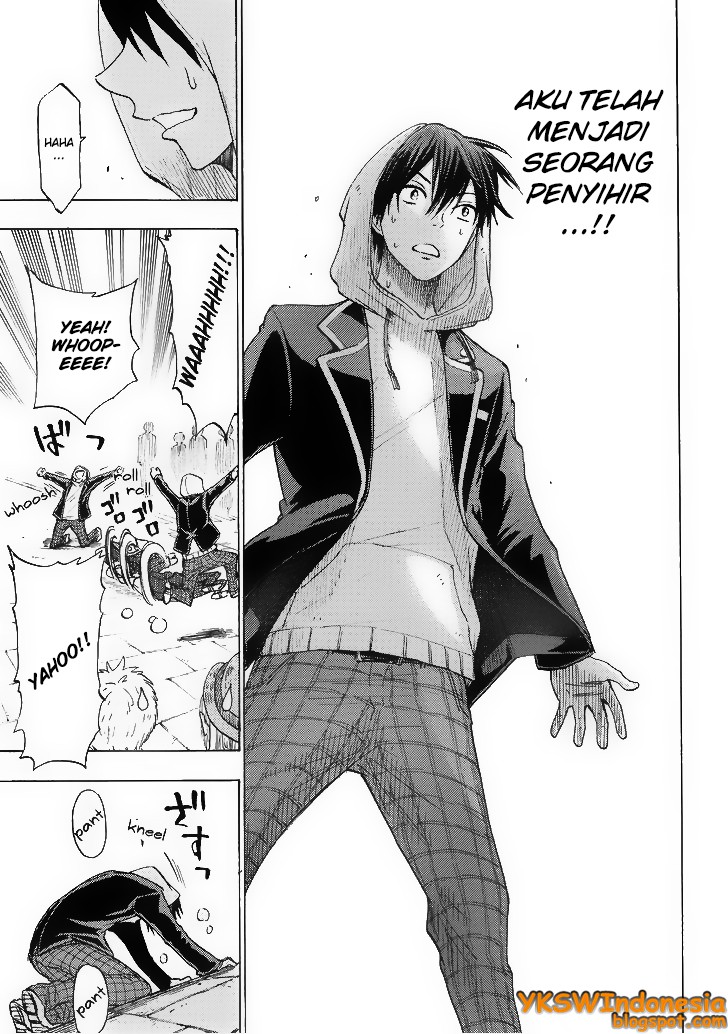 AKU TELAH
MENJADI
SEORANG
PENYIHIR
...!!
HAHA
...
WAAAHHHHH!!!
YEAH!
WHOOP-
EEEE!
ばっ
whoosh
roll
roll
ゴロ
ゴロ
YAHOO!!
ざっ
kneel
pant
pant
YKSWIndonesia
blogspot.com